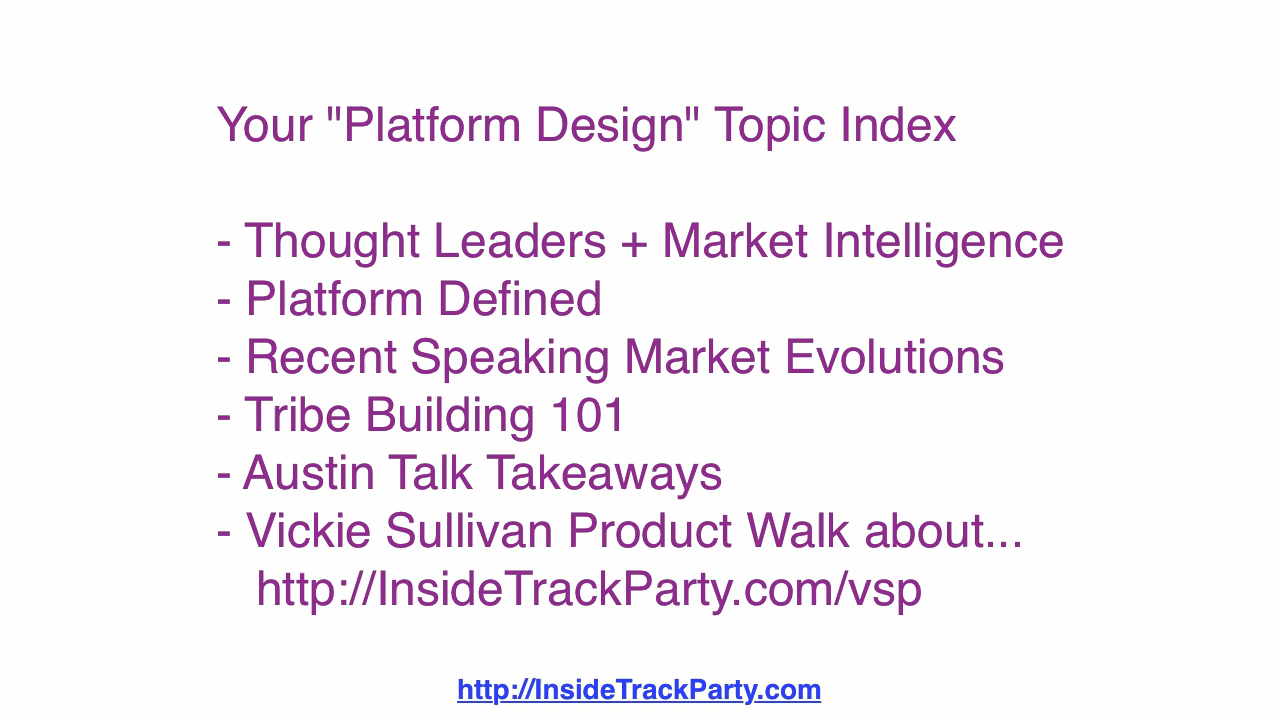 Your "Platform Design" Topic Index
- Thought Leaders + Market Intelligence
- Platform Defined
- Recent Speaking Market Evolutions
- Tribe Building 101
- Austin Talk Takeaways
- Vickie Sullivan Product Walk about...
http://InsideTrackParty.com/vsp
http://InsideTrackParty.com